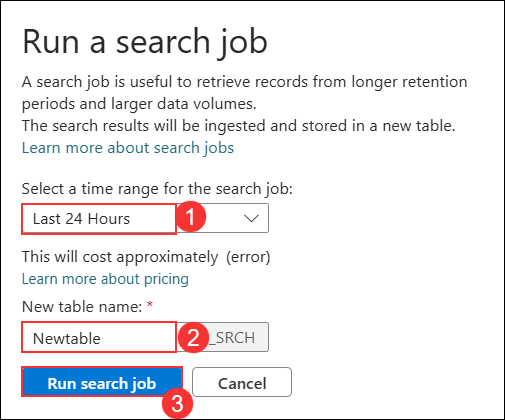 Run a search job
A search job is useful to retrieve records from longer retention
periods and larger data volumes.
The search results will be ingested and stored in a new table.
Learn more about search jobs
Select a time range for the search job:
Last 24 Hours 1
This will cost approximately (error)
Learn more about pricing
New table name: *
Newtable 2 _SRCH
Run search job Cancel
3